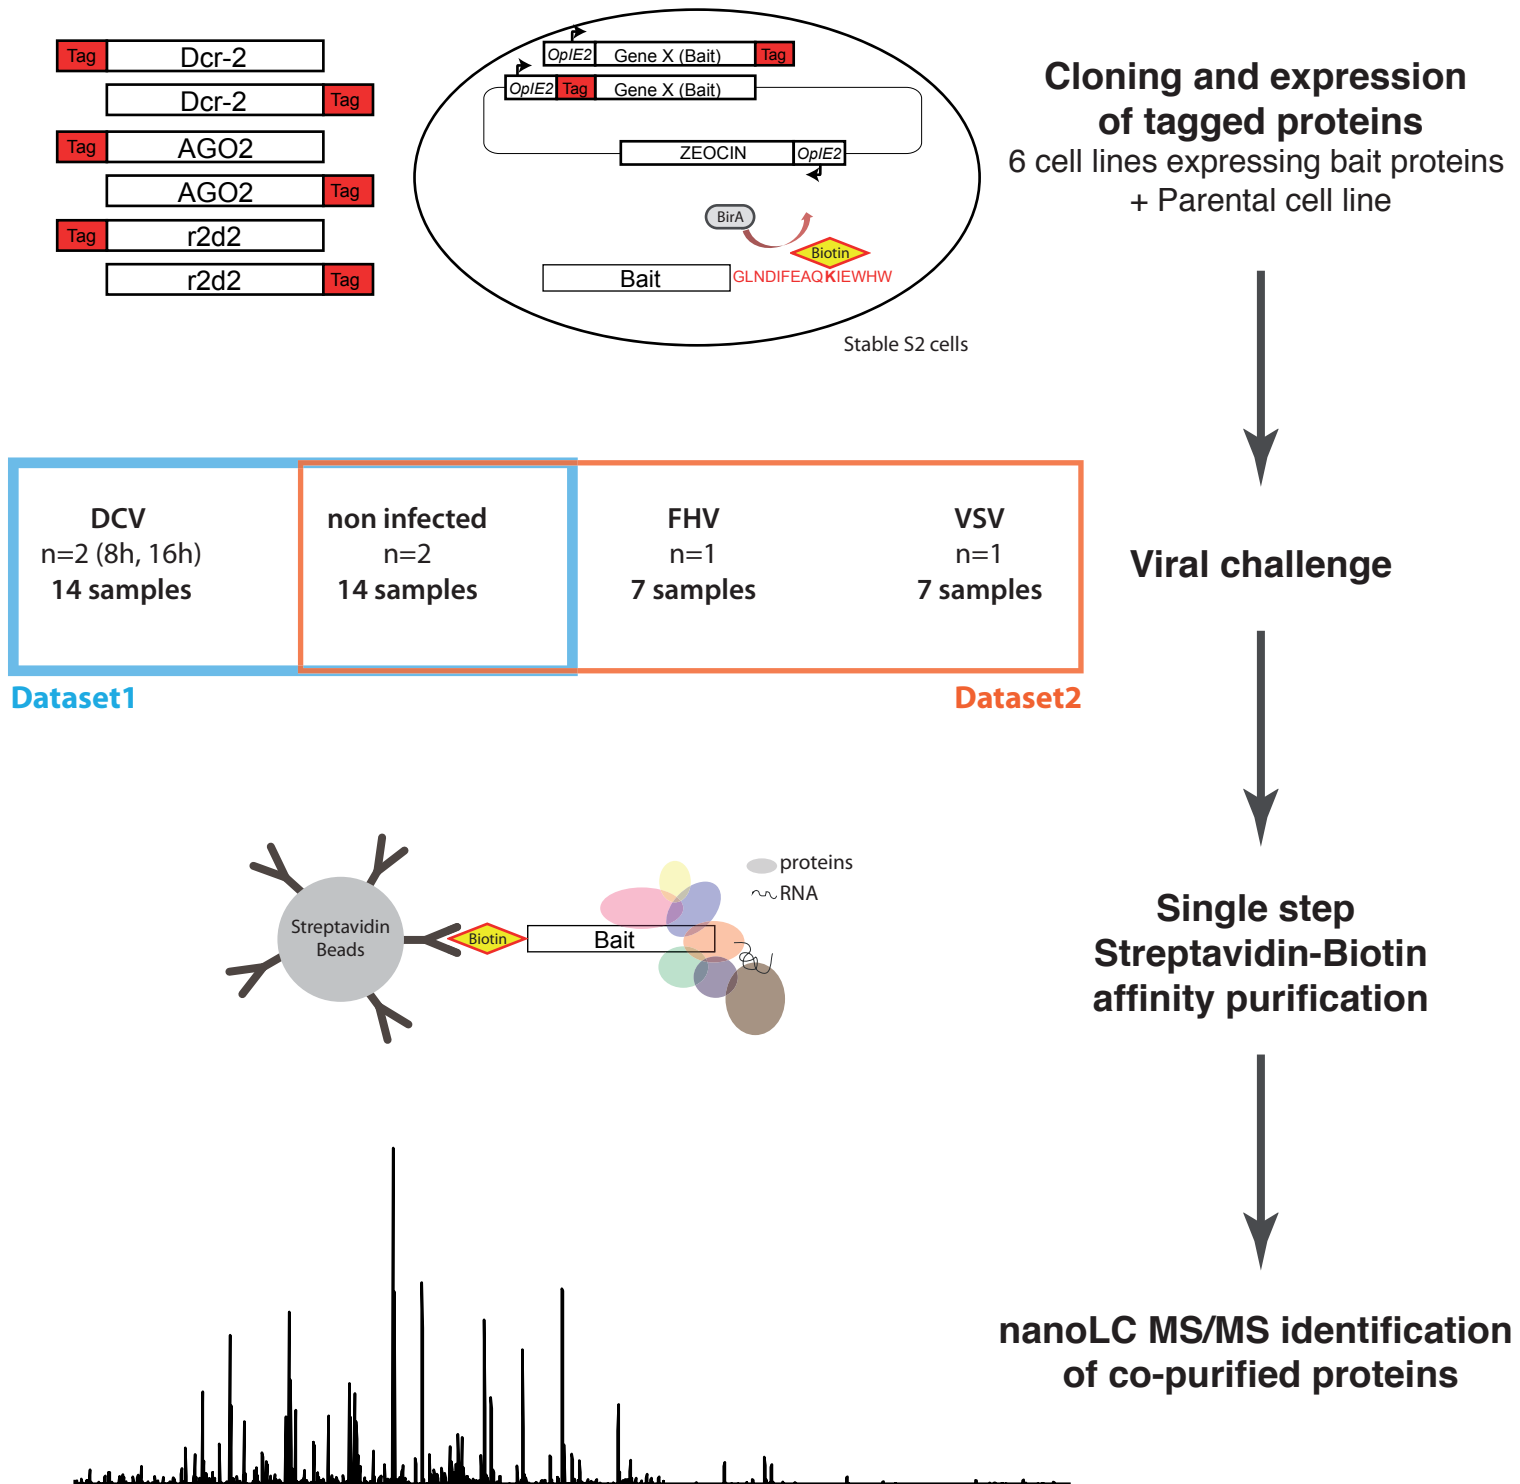 Tag Dcr-2
Dcr-2 Tag
Tag AGO2
AGO2 Tag
Tag r2d2
r2d2 Tag
OpIE2 Gene X (Bait) Tag
OpIE2 Tag Gene X (Bait)
ZEOCIN OpIE2
BirA
Biotin
Bait GLNDIFEAQKIEWHW
Stable S2 cells
Cloning and expression
of tagged proteins
6 cell lines expressing bait proteins
+ Parental cell line
DCV
n=2 (8h, 16h)
14 samples
non infected
n=2
14 samples
FHV
n=1
7 samples
VSV
n=1
7 samples
Dataset1
Dataset2
Viral challenge
Streptavidin
Beads
Biotin
Bait
proteins
RNA
Single step
Streptavidin-Biotin
affinity purification
nanoLC MS/MS identification
of co-purified proteins